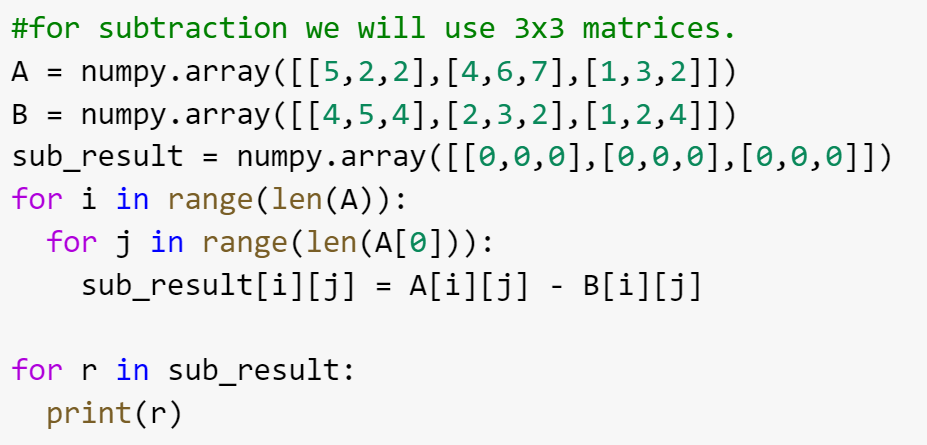 #for subtraction we will use 3x3 matrices.
A = numpy.array([[5,2,2],[4,6,7],[1,3,2]])
B = numpy.array([[4,5,4],[2,3,2],[1,2,4]])
sub_result = numpy.array([[0,0,0],[0,0,0],[0,0,0]])
for i in range(len(A)):
  for j in range(len(A[0])):
    sub_result[i][j] = A[i][j] - B[i][j]

for r in sub_result:
  print(r)